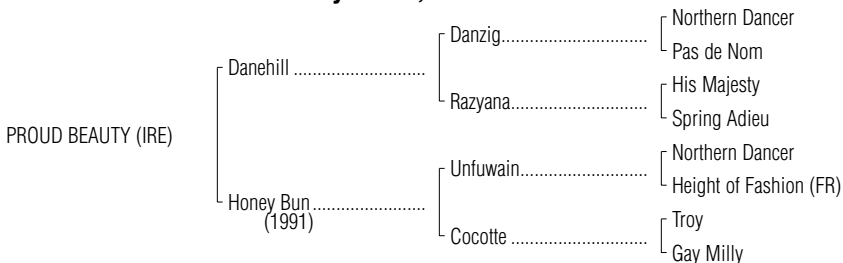 Northern Dancer
Danzig..............................
Pas de Nom
Danehill ............................
His Majesty
Razyana.............................
Spring Adieu
PROUD BEAUTY (IRE)
Northern Dancer
Unfuwain...........................
Height of Fashion (FR)
Honey Bun........................
(1991)
Troy
Cocotte .............................
Gay Milly